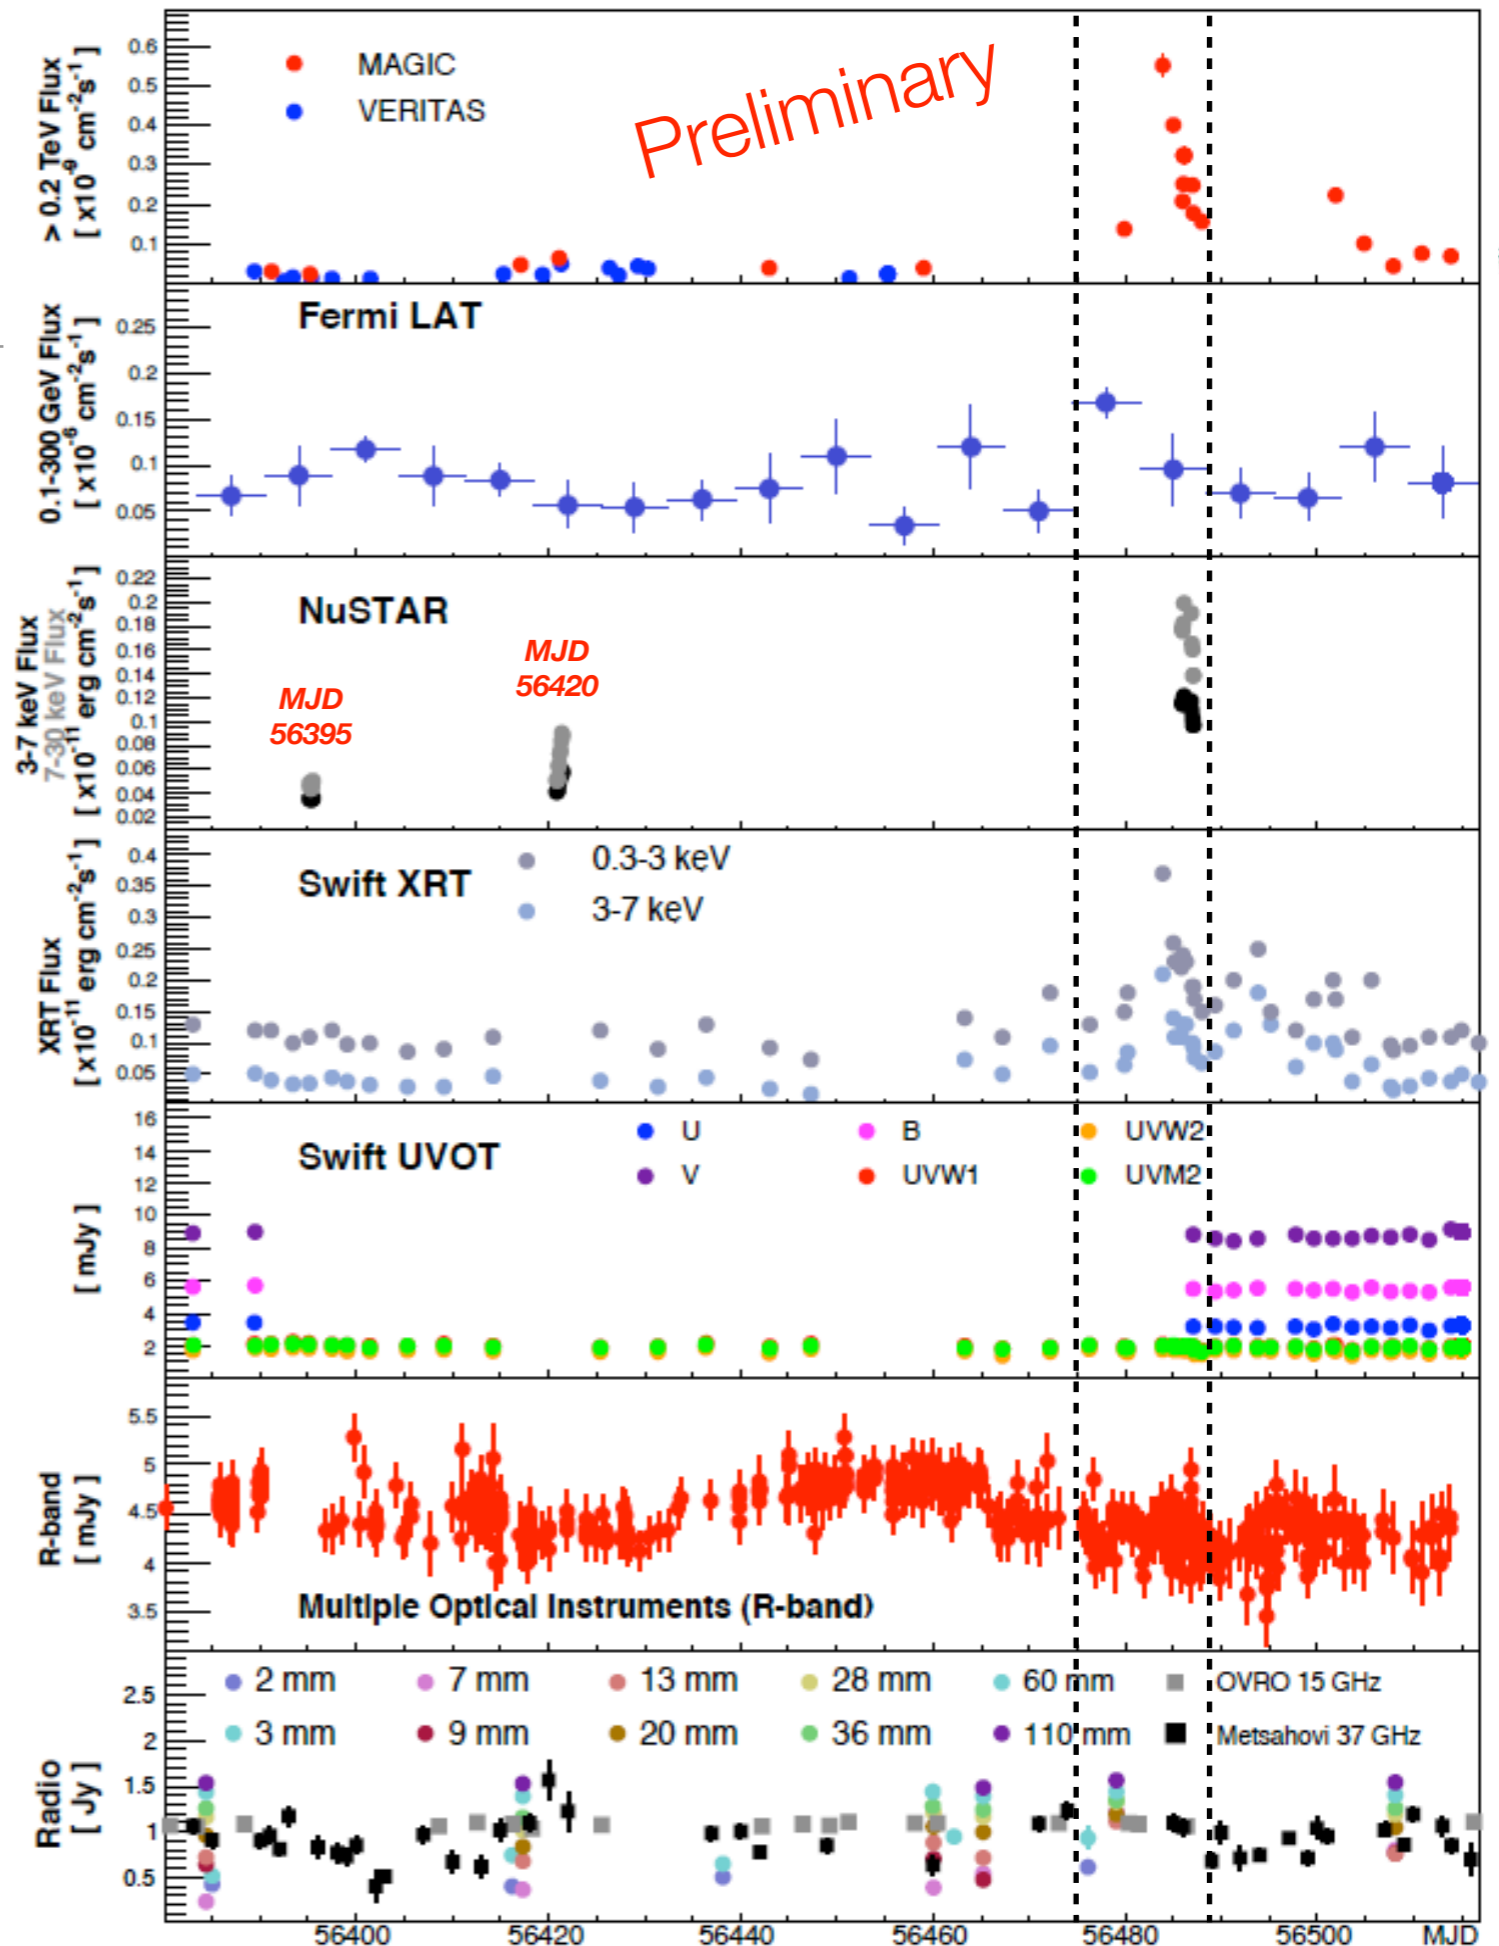 > 0.2 TeV Flux
[ x10⁻⁹ cm⁻²s⁻¹ ]
0.6
0.5
0.4
0.3
0.2
0.1
MAGIC
VERITAS
Preliminary
0.1-300 GeV Flux
[ x10⁻⁶ cm⁻²s⁻¹ ]
0.25
0.2
0.15
0.1
0.05
Fermi LAT
3-7 keV Flux
7-30 keV Flux
[ x10⁻¹¹ erg cm⁻²s⁻¹ ]
0.22
0.2
0.18
0.16
0.14
0.12
0.1
0.08
0.06
0.04
0.02
NuSTAR
MJD
56395
MJD
56420
XRT Flux
[x10⁻¹¹ erg cm⁻²s⁻¹ ]
0.4
0.35
0.3
0.25
0.2
0.15
0.1
0.05
Swift XRT
0.3-3 keV
3-7 keV
[ mJy ]
16
14
12
10
8
6
4
2
Swift UVOT
U B UVW2
V UVW1 UVM2
R-band
[ mJy ]
5.5
5
4.5
4
3.5
Multiple Optical Instruments (R-band)
Radio
[ Jy ]
2.5
2
1.5
1
0.5
2 mm 7 mm 13 mm 28 mm 60 mm OVRO 15 GHz
3 mm 9 mm 20 mm 36 mm 110 mm Metsahovi 37 GHz
56400 56420 56440 56460 56480 56500 MJD